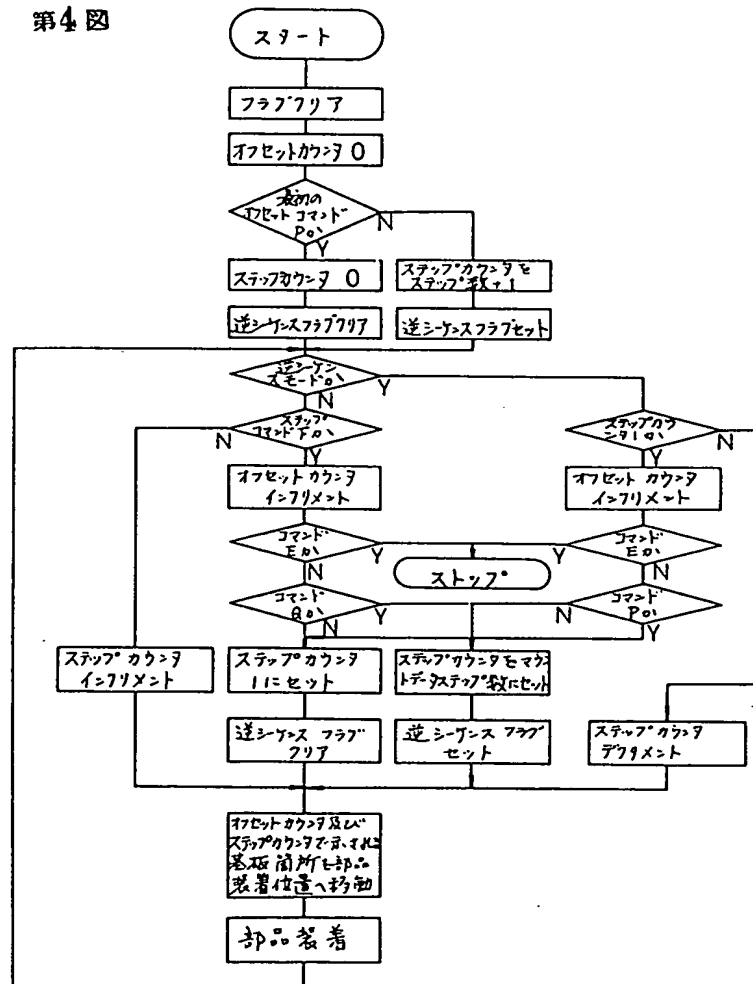 第4図
スタート
フラグクリア
オフセットカウンタ 0
最初の
オフセットコマンド
Pか
N
Y
ステップカウンタ 0
ステップカウンタを
ステップ数+1
逆シーケンスフラグクリア
逆シーケンスフラグセット
逆シーケン
スモードか
Y
N
ステップ
コマンドFか
N
Y
ステップカウ
ンタ1か
N
Y
オフセットカウンタ
インクリメント
オフセットカウンタ
インクリメント
コマンド
Eか
Y
N
ストップ
コマンド
Eか
Y
N
コマンド
Qか
Y
N
コマンド
Pか
N
Y
ステップカウンタ
インクリメント
ステップカウンタ
1にセット
ステップカウンタをマウン
トデータステップ数にセット
逆シーケンス フラグ
クリア
逆シーケンス フラグ
セット
ステップカウンタ
デクリメント
オフセットカウンタ及び
ステップカウンタで示される
基板箇所を部品
装着位置へ移動
部品装着